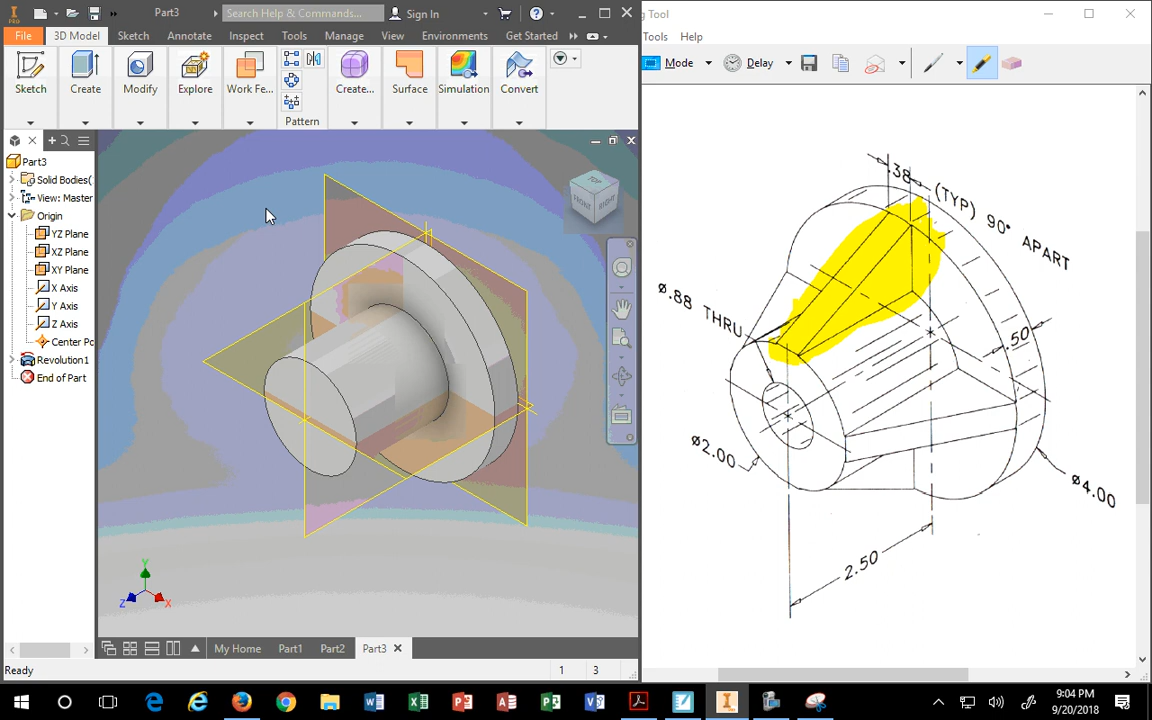 PRO
Part3
Search Help & Commands...
Sign In
File
3D Model
Sketch
Annotate
Inspect
Tools
Manage
View
Environments
Get Started
Sketch
Create
Modify
Explore
Work Fe...
Pattern
Create...
Surface
Simulation
Convert
Part3
Solid Bodies(
View: Master
Origin
YZ Plane
XZ Plane
XY Plane
X Axis
Y Axis
Z Axis
Center Po
Revolution1
End of Part
TOP
FRONT
RIGHT
Y
Z
X
My Home
Part1
Part2
Part3
Ready
1
3
g Tool
Tools
Help
Mode
Delay
.38 (TYP) 90° APART
ø.88 THRU
.50
ø2.00
ø4.00
2.50
9:04 PM
9/20/2018